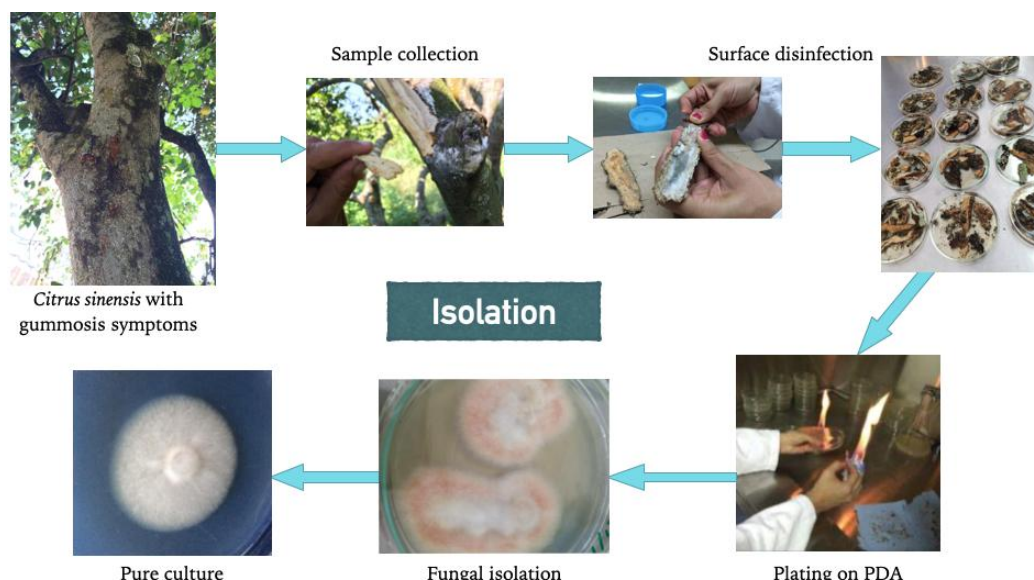 Sample collection
Surface disinfection
Citrus sinensis with
gummosis symptoms
Isolation
Pure culture
Fungal isolation
Plating on PDA